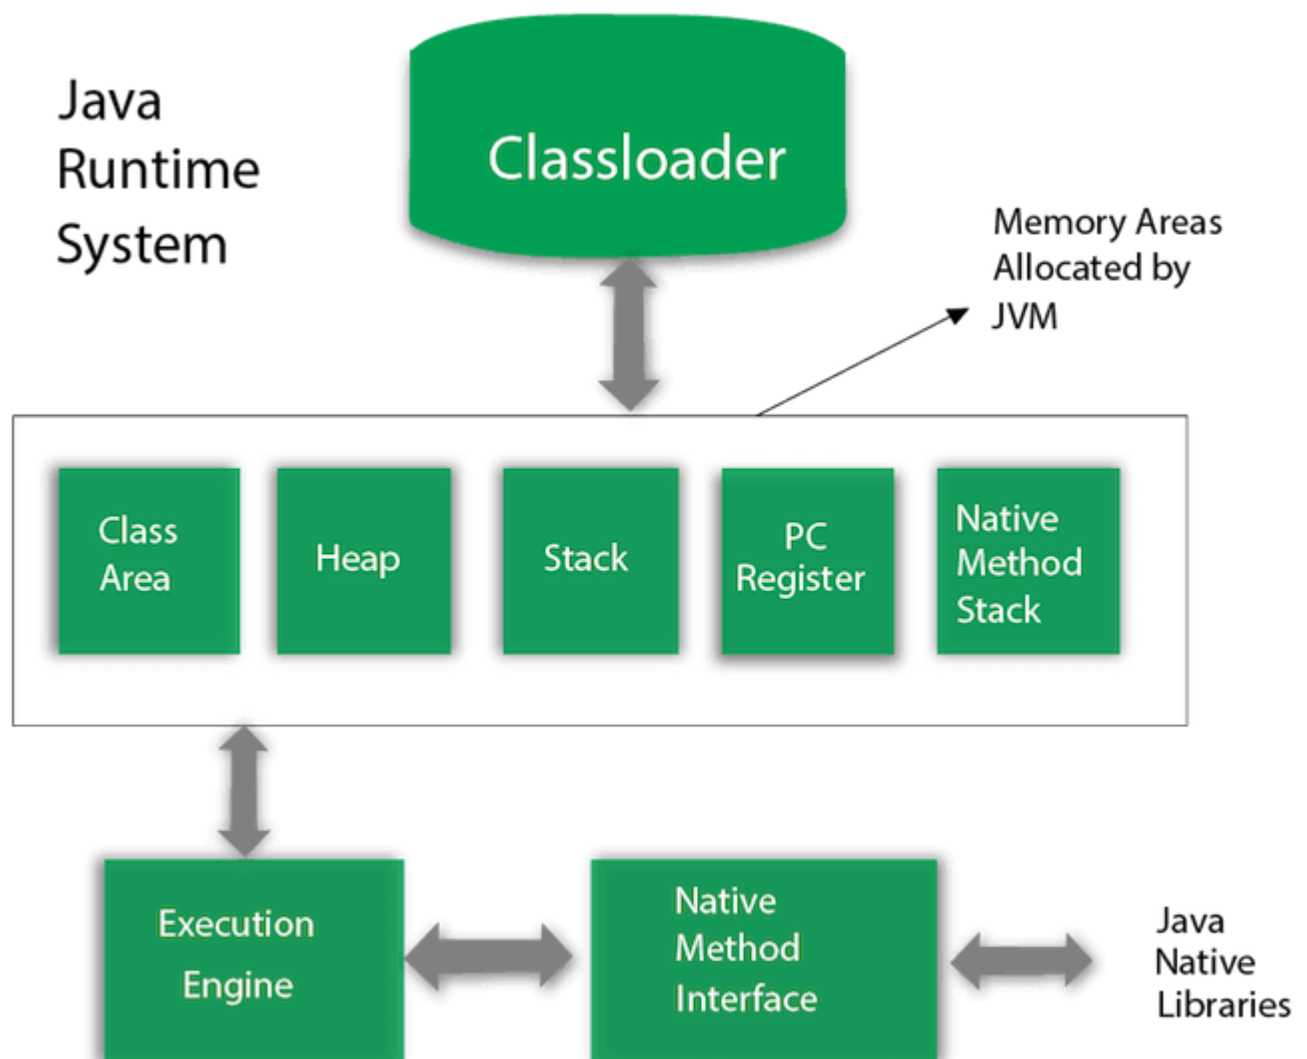 Java
Runtime
System
Classloader
Memory Areas
Allocated by
JVM
Class
Area
Heap
Stack
PC
Register
Native
Method
Stack
Execution
Engine
Native
Method
Interface
Java
Native
Libraries